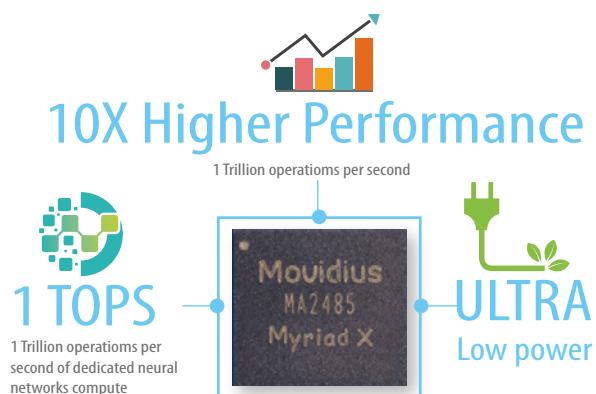 10X Higher Performance
1 Trillion operatioms per second
1 TOPS
1 Trillion operatioms per
second of dedicated neural
networks compute
Movidius
MA2485
Myriad X
ULTRA
Low power